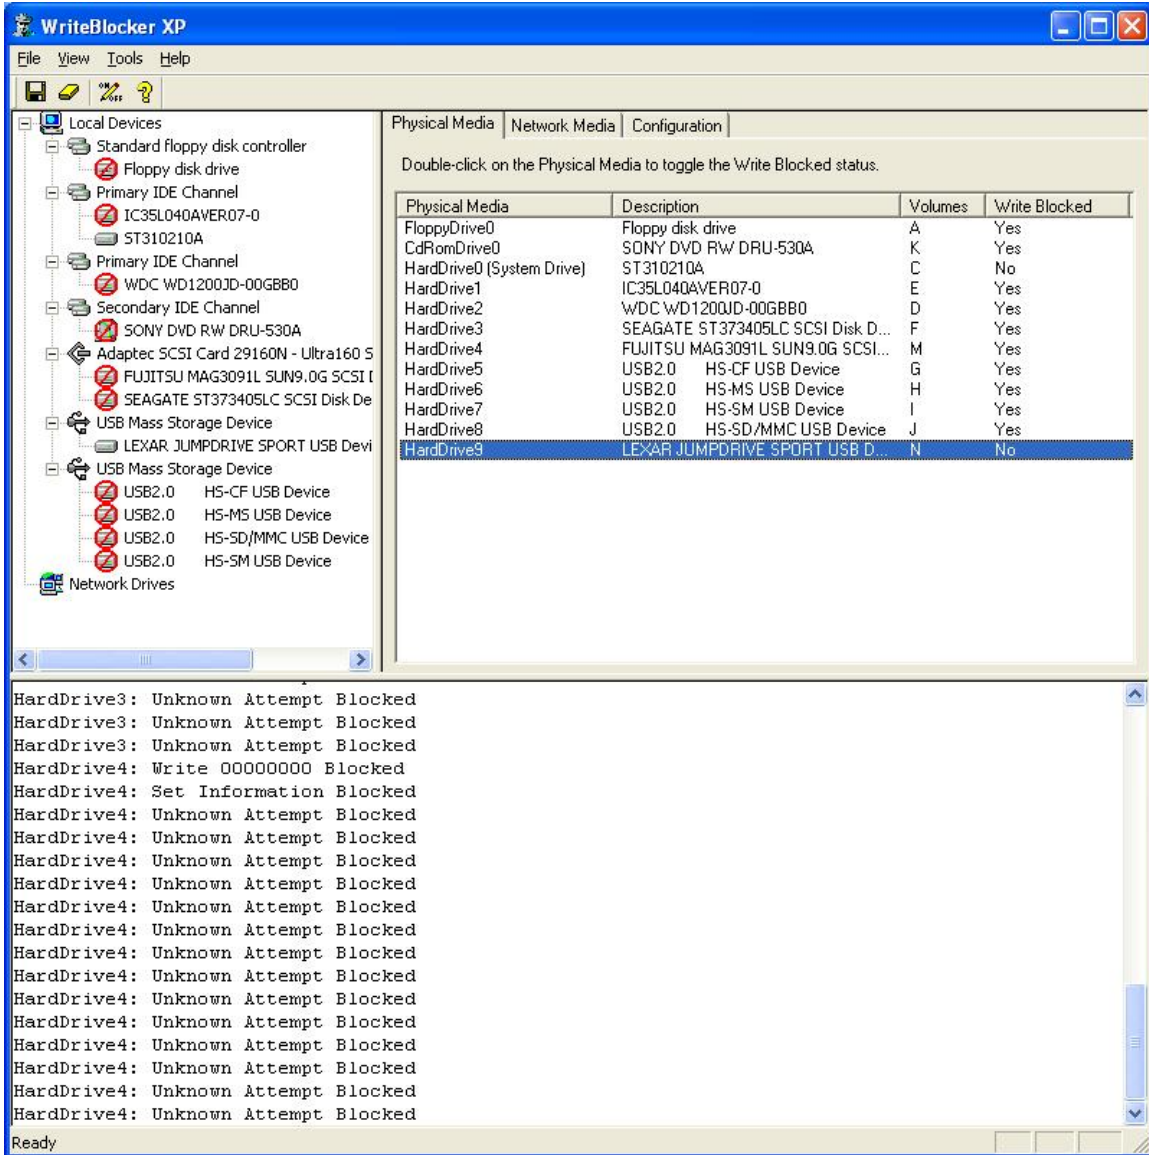 WriteBlocker XP
File View Tools Help
Local Devices
Standard floppy disk controller
Floppy disk drive
Primary IDE Channel
IC35L040AVER07-0
ST310210A
Primary IDE Channel
WDC WD1200JD-00GBB0
Secondary IDE Channel
SONY DVD RW DRU-530A
Adaptec SCSI Card 29160N - Ultra160 S
FUJITSU MAG3091L SUN9.0G SCSI D
SEAGATE ST373405LC SCSI Disk De
USB Mass Storage Device
LEXAR JUMPDRIVE SPORT USB Devi
USB Mass Storage Device
USB2.0 HS-CF USB Device
USB2.0 HS-MS USB Device
USB2.0 HS-SD/MMC USB Device
USB2.0 HS-SM USB Device
Network Drives
Physical Media Network Media Configuration
Double-click on the Physical Media to toggle the Write Blocked status.
Physical Media Description Volumes Write Blocked
FloppyDrive0 Floppy disk drive A Yes
CdRomDrive0 SONY DVD RW DRU-530A K Yes
HardDrive0 (System Drive) ST310210A C No
HardDrive1 IC35L040AVER07-0 E Yes
HardDrive2 WDC WD1200JD-00GBB0 D Yes
HardDrive3 SEAGATE ST373405LC SCSI Disk D... F Yes
HardDrive4 FUJITSU MAG3091L SUN9.0G SCSI... M Yes
HardDrive5 USB2.0 HS-CF USB Device G Yes
HardDrive6 USB2.0 HS-MS USB Device H Yes
HardDrive7 USB2.0 HS-SM USB Device I Yes
HardDrive8 USB2.0 HS-SD/MMC USB Device J Yes
HardDrive9 LEXAR JUMPDRIVE SPORT USB D... N No
HardDrive3: Unknown Attempt Blocked
HardDrive3: Unknown Attempt Blocked
HardDrive3: Unknown Attempt Blocked
HardDrive4: Write 00000000 Blocked
HardDrive4: Set Information Blocked
HardDrive4: Unknown Attempt Blocked
HardDrive4: Unknown Attempt Blocked
HardDrive4: Unknown Attempt Blocked
HardDrive4: Unknown Attempt Blocked
HardDrive4: Unknown Attempt Blocked
HardDrive4: Unknown Attempt Blocked
HardDrive4: Unknown Attempt Blocked
HardDrive4: Unknown Attempt Blocked
HardDrive4: Unknown Attempt Blocked
HardDrive4: Unknown Attempt Blocked
HardDrive4: Unknown Attempt Blocked
HardDrive4: Unknown Attempt Blocked
HardDrive4: Unknown Attempt Blocked
HardDrive4: Unknown Attempt Blocked
Ready